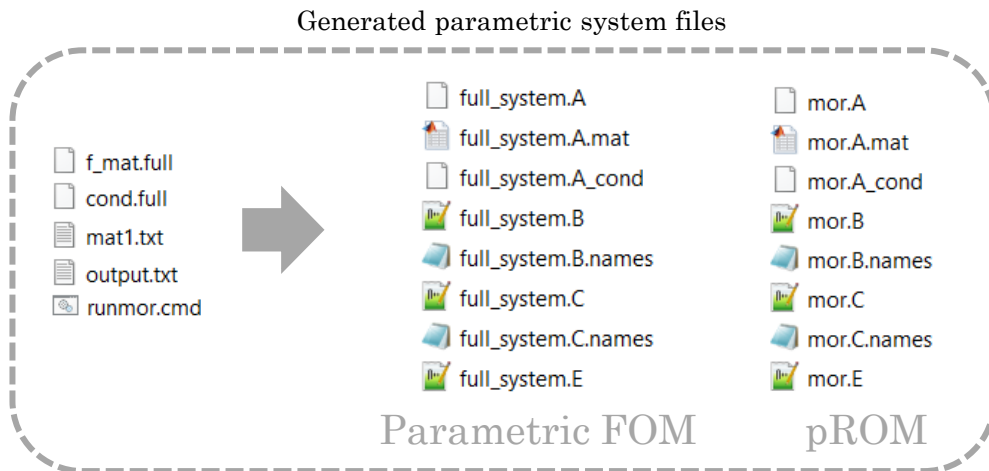 Generated parametric system files
f_mat.full
cond.full
mat1.txt
output.txt
runmor.cmd
full_system.A
full_system.A.mat
full_system.A_cond
full_system.B
full_system.B.names
full_system.C
full_system.C.names
full_system.E
Parametric FOM
mor.A
mor.A.mat
mor.A_cond
mor.B
mor.B.names
mor.C
mor.C.names
mor.E
pROM